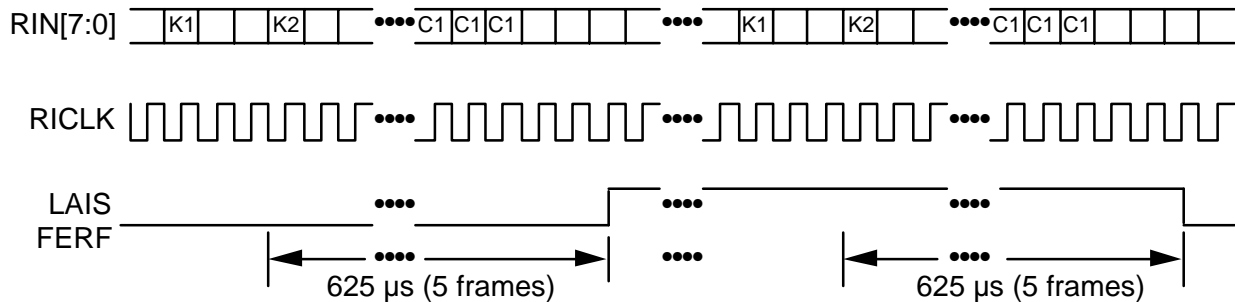 RIN[7:0] K1 K2 •••• C1 C1 C1 •••• K1 K2 •••• C1 C1 C1
RICLK •••• •••• ••••
LAIS •••• •••• ••••
FERF •••• •••• ••••
625 µs (5 frames) 625 µs (5 frames)